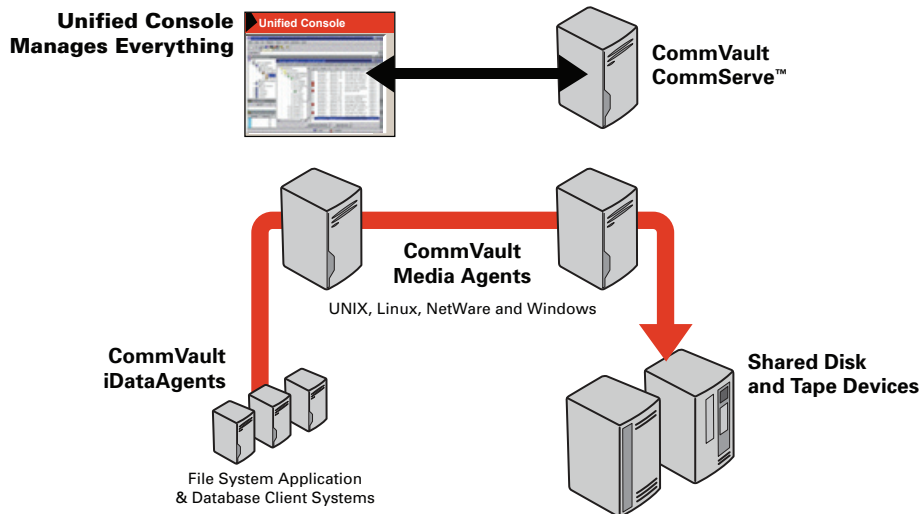 Unified Console
Manages Everything
Unified Console
CommVault
CommServe™
CommVault
Media Agents
UNIX, Linux, NetWare and Windows
CommVault
iDataAgents
Shared Disk
and Tape Devices
File System Application
& Database Client Systems